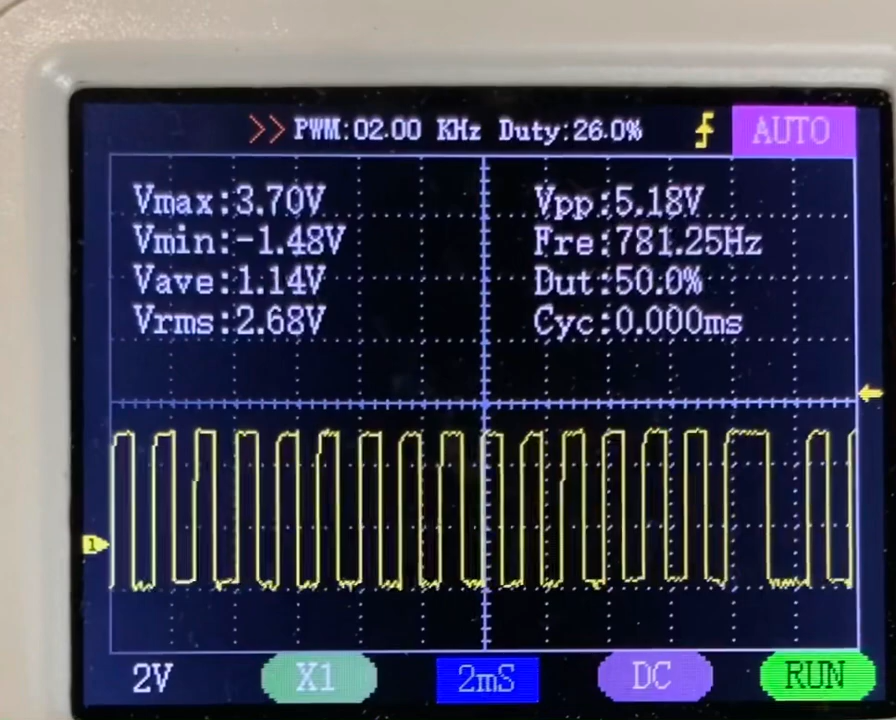 >> PWM:02.00 KHz Duty:26.0% AUTO
Vmax:3.70V Vpp:5.18V
Vmin:-1.48V Fre:781.25Hz
Vave:1.14V Dut:50.0%
Vrms:2.68V Cyc:0.000ms
1
2V X1 2mS DC RUN